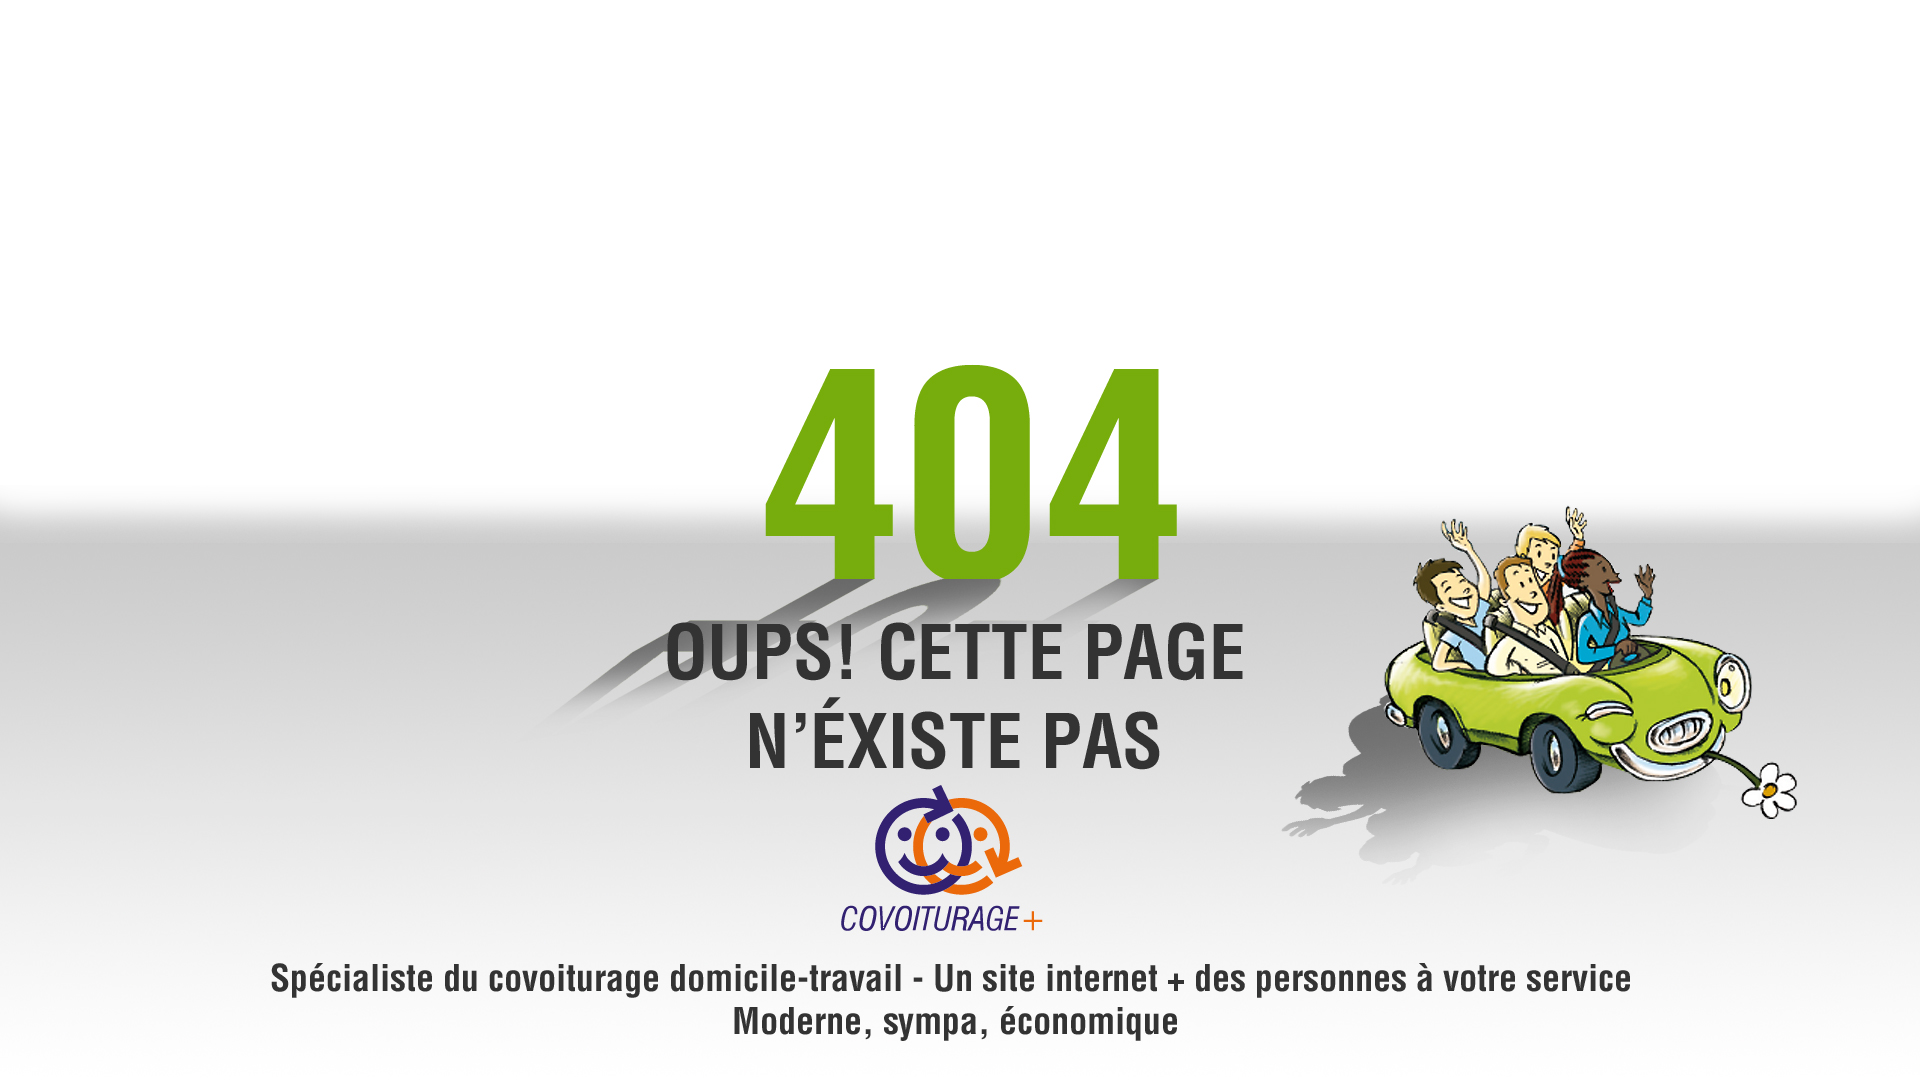 404
OUPS! CETTE PAGE
N’ÉXISTE PAS
COVOITURAGE+
Spécialiste du covoiturage domicile-travail - Un site internet + des personnes à votre service
Moderne, sympa, économique